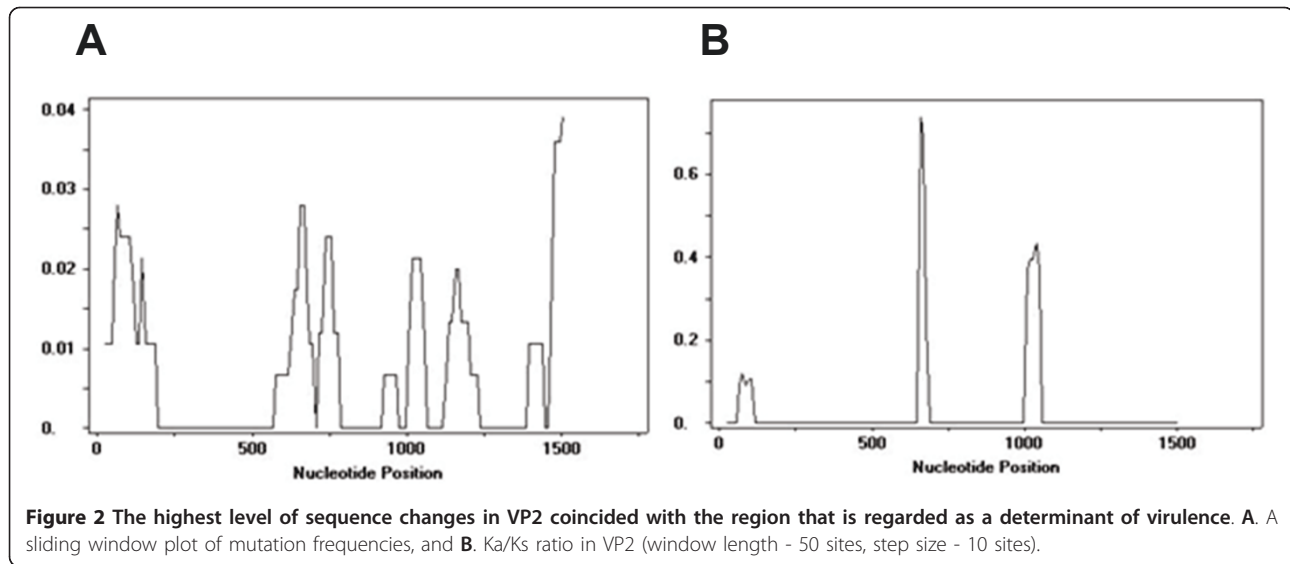 A
B
0.04
0.03
0.02
0.01
0.
0 500 1000 1500
Nucleotide Position
0.6
0.4
0.2
0.
0 500 1000 1500
Nucleotide Position
Figure 2 The highest level of sequence changes in VP2 coincided with the region that is regarded as a determinant of virulence. A. A
sliding window plot of mutation frequencies, and B. Ka/Ks ratio in VP2 (window length - 50 sites, step size - 10 sites).